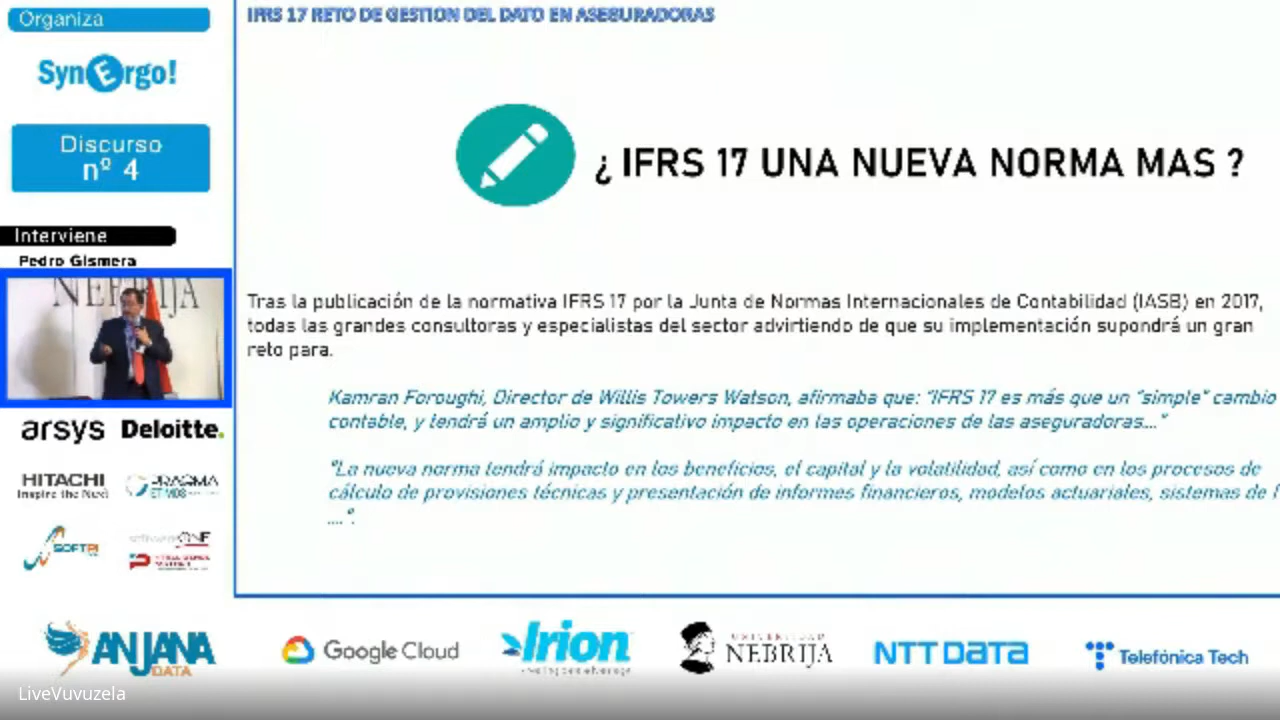 Organiza
SynErgo!
Discurso
nº 4
Interviene
Pedro Gismera
NEBRIJA
arsys Deloitte.
HITACHI
Inspire the Next
PRAGMA
SOFTPI
softwareONE
IFRS 17 RETO DE GESTION DEL DATO EN ASEGURADORAS
¿ IFRS 17 UNA NUEVA NORMA MAS ?
Tras la publicación de la normativa IFRS 17 por la Junta de Normas Internacionales de Contabilidad (IASB) en 2017,
todas las grandes consultoras y especialistas del sector advirtiendo de que su implementación supondrá un gran
reto para.
Kamran Foroughi, Director de Willis Towers Watson, afirmaba que: "IFRS 17 es más que un "simple" cambio
contable, y tendrá un amplio y significativo impacto en las operaciones de las aseguradoras...."
"La nueva norma tendrá impacto en los beneficios, el capital y la volatilidad, así como en los procesos de
cálculo de provisiones técnicas y presentación de informes financieros, modelos actuariales, sistemas de
....".
ANJANA
DATA
Google Cloud
Irion
UNIVERSIDAD
NEBRIJA
NTT DATA
Telefónica Tech
LiveVuvuzela